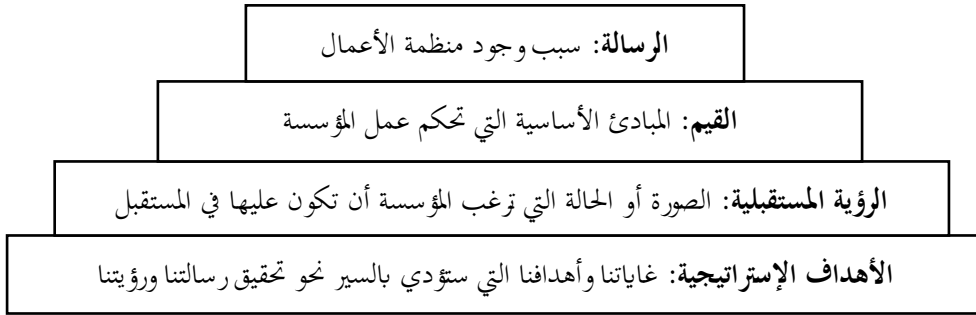 الرسالة: سبب وجود منظمة الأعمال
القيم: المبادئ الأساسية التي تحكم عمل المؤسسة
الرؤية المستقبلية: الصورة أو الحالة التي ترغب المؤسسة أن تكون عليها في المستقبل
الأهداف الإستراتيجية: غاياتنا وأهدافنا التي ستؤدي بالسير نحو تحقيق رسالتنا ورؤيتنا